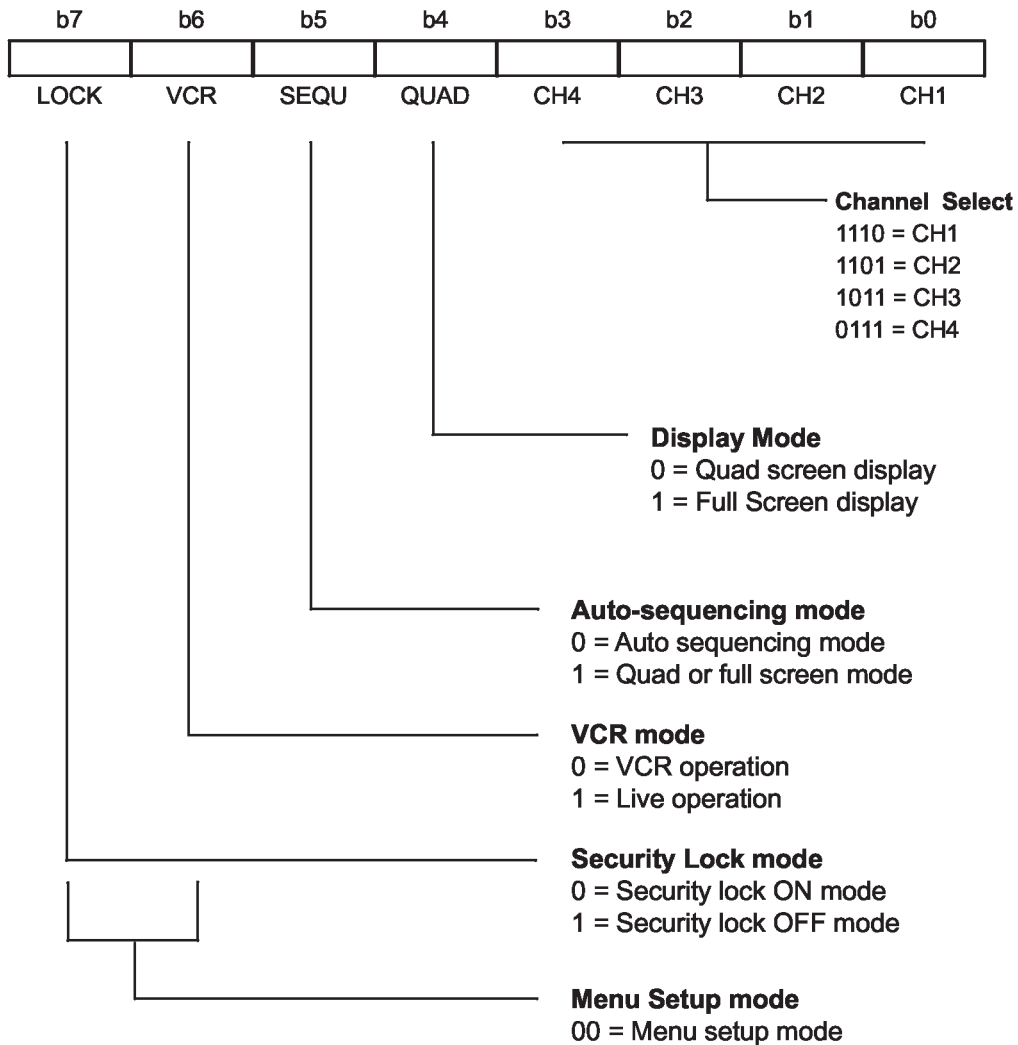 b7 b6 b5 b4 b3 b2 b1 b0
LOCK VCR SEQU QUAD CH4 CH3 CH2 CH1
Channel Select
1110 = CH1
1101 = CH2
1011 = CH3
0111 = CH4
Display Mode
0 = Quad screen display
1 = Full Screen display
Auto-sequencing mode
0 = Auto sequencing mode
1 = Quad or full screen mode
VCR mode
0 = VCR operation
1 = Live operation
Security Lock mode
0 = Security lock ON mode
1 = Security lock OFF mode
Menu Setup mode
00 = Menu setup mode